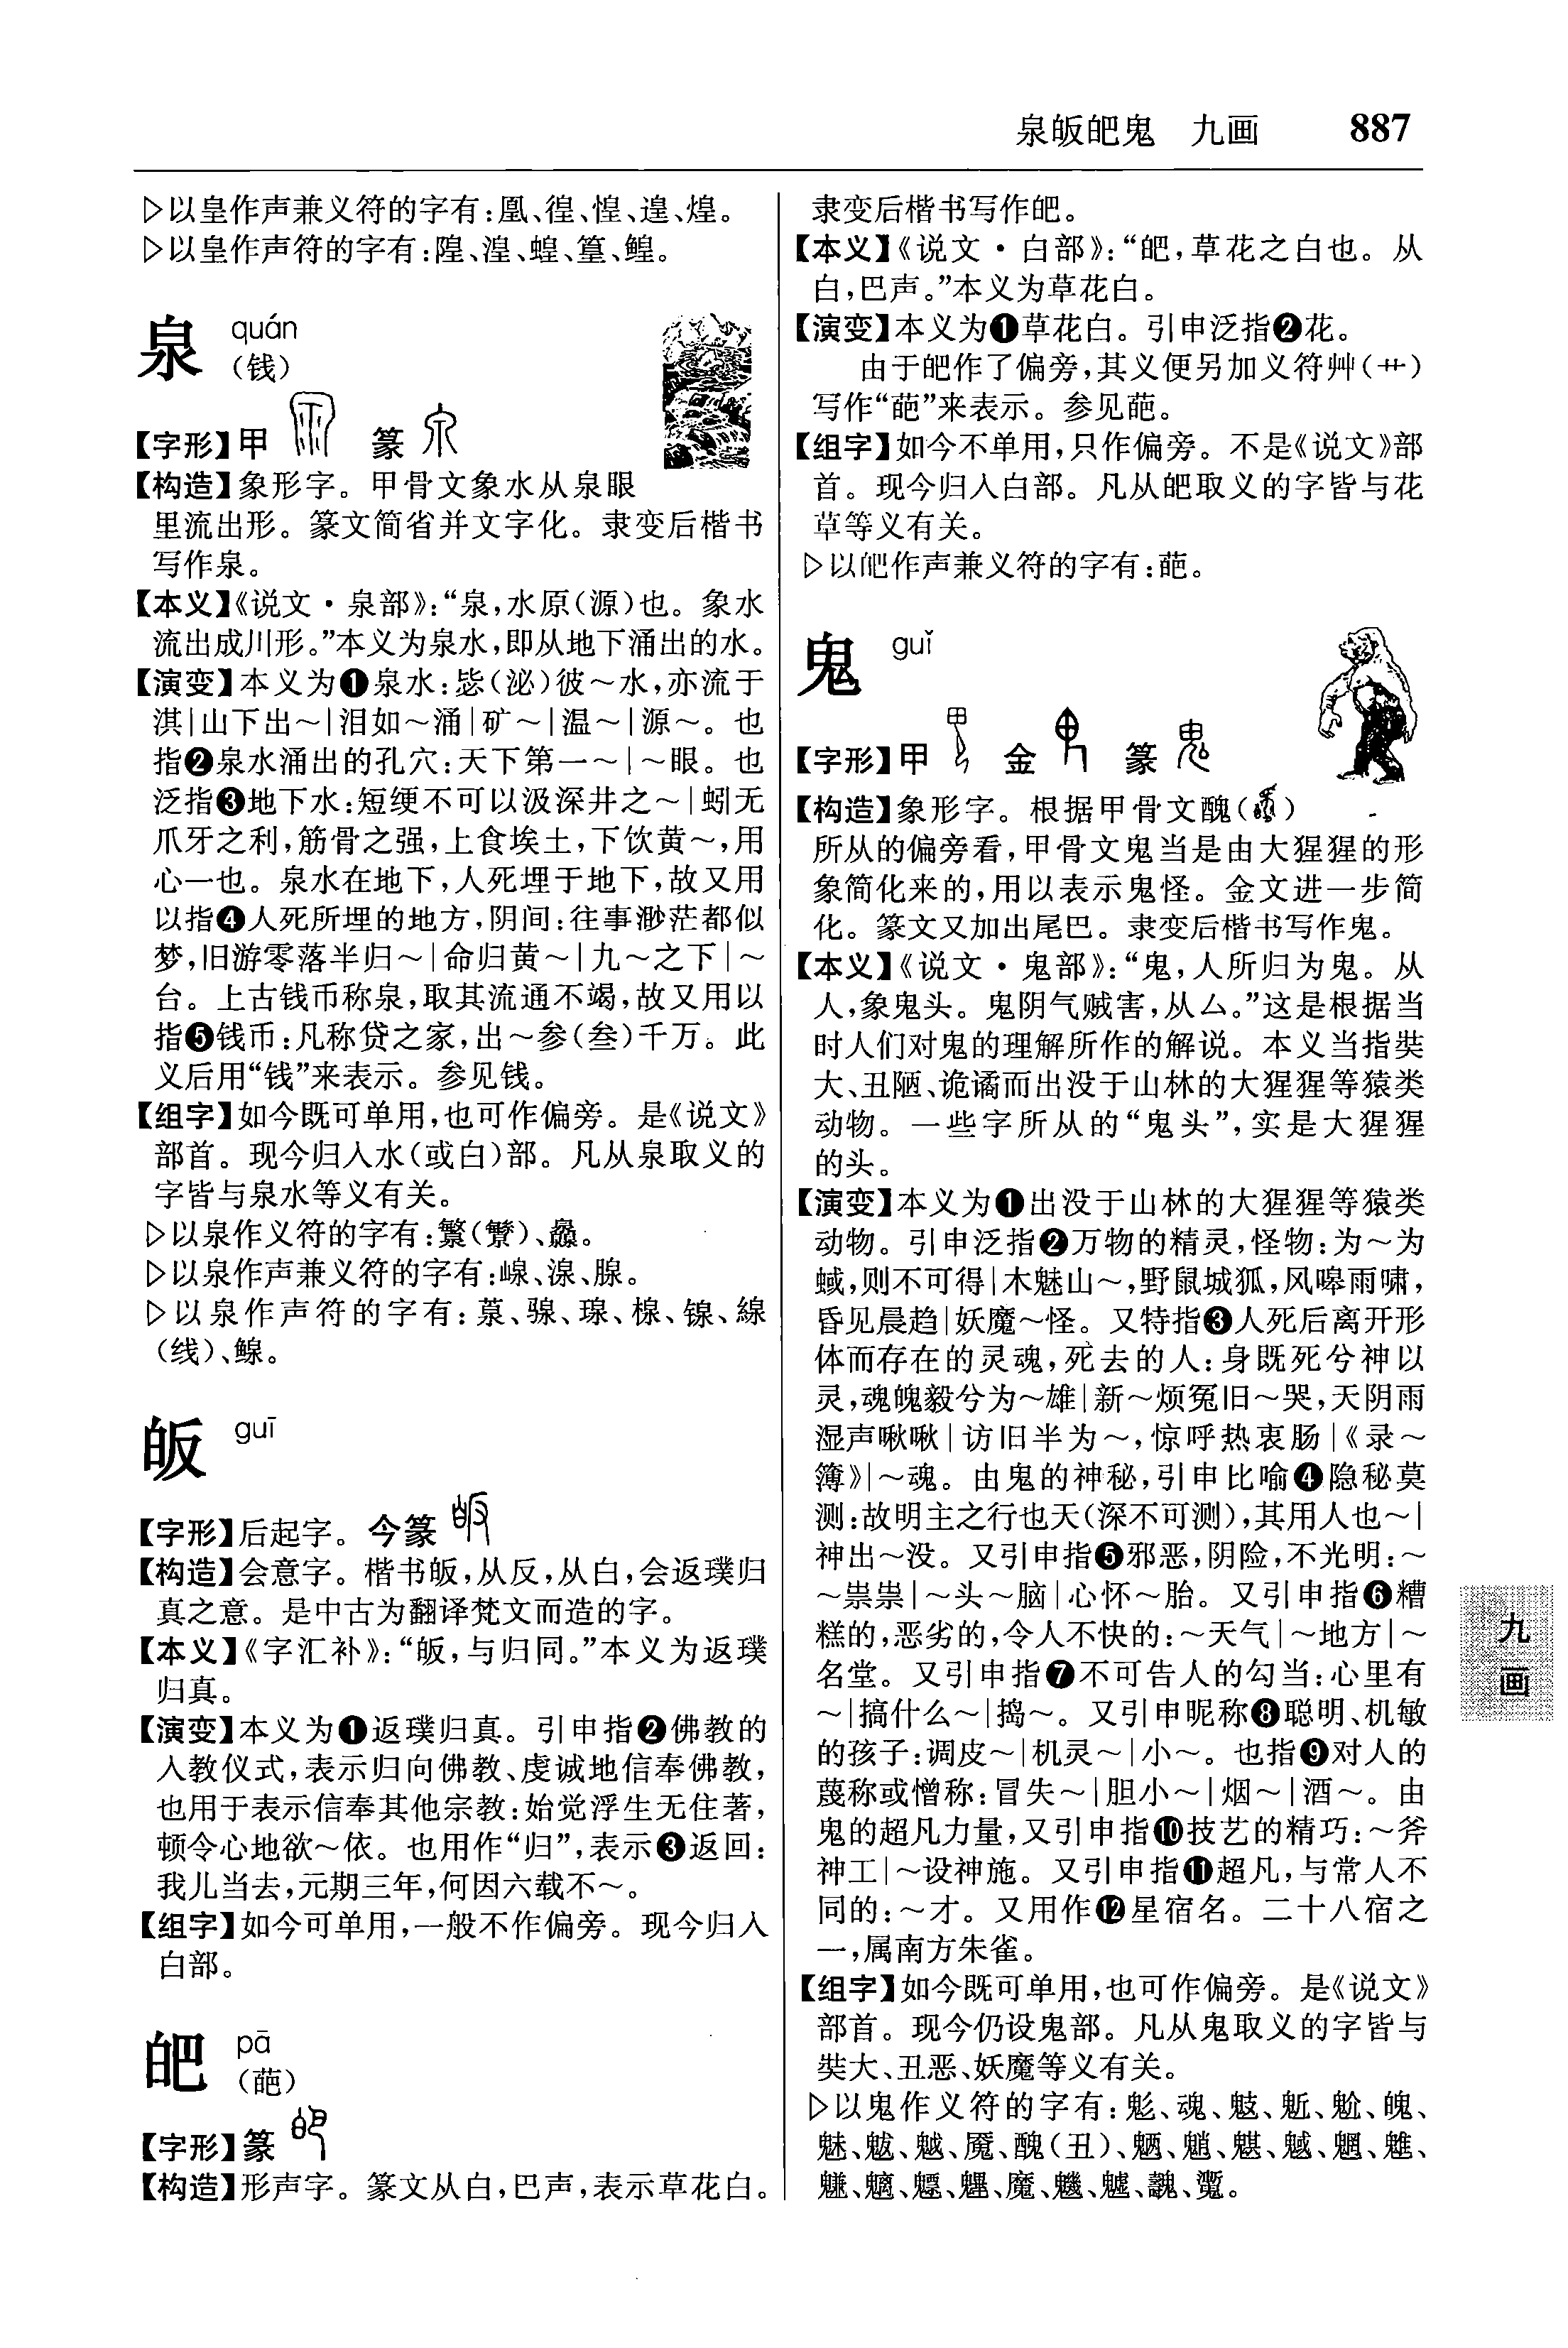 泉皈皅鬼 九画 887
▷以皇作声兼义符的字有:凰、徨、惶、遑、煌。
▷以皇作声符的字有:隍、湟、蝗、篁、鳇。
泉 quán
(钱)
【字形】甲 篆
【构造】象形字。甲骨文象水从泉眼
里流出形。篆文简省并文字化。隶变后楷书
写作泉。
【本义】《说文·泉部》:“泉,水原(源)也。象水
流出成川形。”本义为泉水,即从地下涌出的水。
【演变】本义为❶泉水:毖(泌)彼～水,亦流于
淇|山下出～|泪如～涌|矿～|温～|源～。也
指❷泉水涌出的孔穴:天下第一～|～眼。也
泛指❸地下水:短绠不可以汲深井之～|蚓无
爪牙之利,筋骨之强,上食埃土,下饮黄～,用
心一也。泉水在地下,人死埋于地下,故又用
以指❹人死所埋的地方,阴间:往事渺茫都似
梦,旧游零落半归～|命归黄～|九～之下|～
台。上古钱币称泉,取其流通不竭,故又用以
指❺钱币:凡称贷之家,出～参(叁)千万。此
义后用“钱”来表示。参见钱。
【组字】如今既可单用,也可作偏旁。是《说文》
部首。现今归入水(或白)部。凡从泉取义的
字皆与泉水等义有关。
▷以泉作义符的字有:、灥。
▷以泉作声兼义符的字有:、湶、腺。
▷以泉作声符的字有:葲、騡、、楾、、線
(线)、鳈。
皈 guī
【字形】后起字。今篆
【构造】会意字。楷书皈,从反,从白,会返璞归
真之意。是中古为翻译梵文而造的字。
【本义】《字汇补》:“皈,与归同。”本义为返璞
归真。
【演变】本义为❶返璞归真。引申指❷佛教的
入教仪式,表示归向佛教、虔诚地信奉佛教,
也用于表示信奉其他宗教:始觉浮生无住著,
顿令心地欲～依。也用作“归”,表示❸返回:
我儿当去,元期三年,何因六载不～。
【组字】如今可单用,一般不作偏旁。现今归入
白部。
皅 pā
(葩)
【字形】篆
【构造】形声字。篆文从白,巴声,表示草花白。
隶变后楷书写作皅。
【本义】《说文·白部》:“皅,草花之白也。从
白,巴声。”本义为草花白。
【演变】本义为❶草花白。引申泛指❷花。
由于皅作了偏旁,其义便另加义符艸(艹)
写作“葩”来表示。参见葩。
【组字】如今不单用,只作偏旁。不是《说文》部
首。现今归入白部。凡从皅取义的字皆与花
草等义有关。
▷以皅作声兼义符的字有:葩。
鬼 guǐ
【字形】甲 金 篆
【构造】象形字。根据甲骨文醜()
所从的偏旁看,甲骨文鬼当是由大猩猩的形
象简化来的,用以表示鬼怪。金文进一步简
化。篆文又加出尾巴。隶变后楷书写作鬼。
【本义】《说文·鬼部》:“鬼,人所归为鬼。从
人,象鬼头。鬼阴气贼害,从厶。”这是根据当
时人们对鬼的理解所作的解说。本义当指奘
大、丑陋、诡谲而出没于山林的大猩猩等猿类
动物。一些字所从的“鬼头”,实是大猩猩
的头。
【演变】本义为❶出没于山林的大猩猩等猿类
动物。引申泛指❷万物的精灵,怪物:为～为
蜮,则不可得|木魅山～,野鼠城狐,风嗥雨啸,
昏见晨趋|妖魔～怪。又特指❸人死后离开形
体而存在的灵魂,死去的人:身既死兮神以
灵,魂魄毅兮为～雄|新～烦冤旧～哭,天阴雨
湿声啾啾|访旧半为～,惊呼热衷肠|《录～
簿》|～魂。由鬼的神秘,引申比喻❹隐秘莫
测:故明主之行也天(深不可测),其用人也～|
神出～没。又引申指❺邪恶,阴险,不光明:～
～祟祟|～头～脑|心怀～胎。又引申指❻糟
糕的,恶劣的,令人不快的:～天气|～地方|～
名堂。又引申指❼不可告人的勾当:心里有
～|搞什么～|捣～。又引申昵称❽聪明、机敏
的孩子:调皮～|机灵～|小～。也指❾对人的
蔑称或憎称:冒失～|胆小～|烟～|酒～。由
鬼的超凡力量,又引申指❿技艺的精巧:～斧
神工|～设神施。又引申指⓫超凡,与常人不
同的:～才。又用作⓬星宿名。二十八宿之
一,属南方朱雀。
【组字】如今既可单用,也可作偏旁。是《说文》
部首。现今仍设鬼部。凡从鬼取义的字皆与
奘大、丑恶、妖魔等义有关。
▷以鬼作义符的字有:鬽、魂、鬾、魁、魀、魄、
魅、魃、魆、魇、醜(丑)、魉、魈、魌、魊、魍、魋、
魐、魑、魒、魓、魔、魕、魖、魗、。
九画